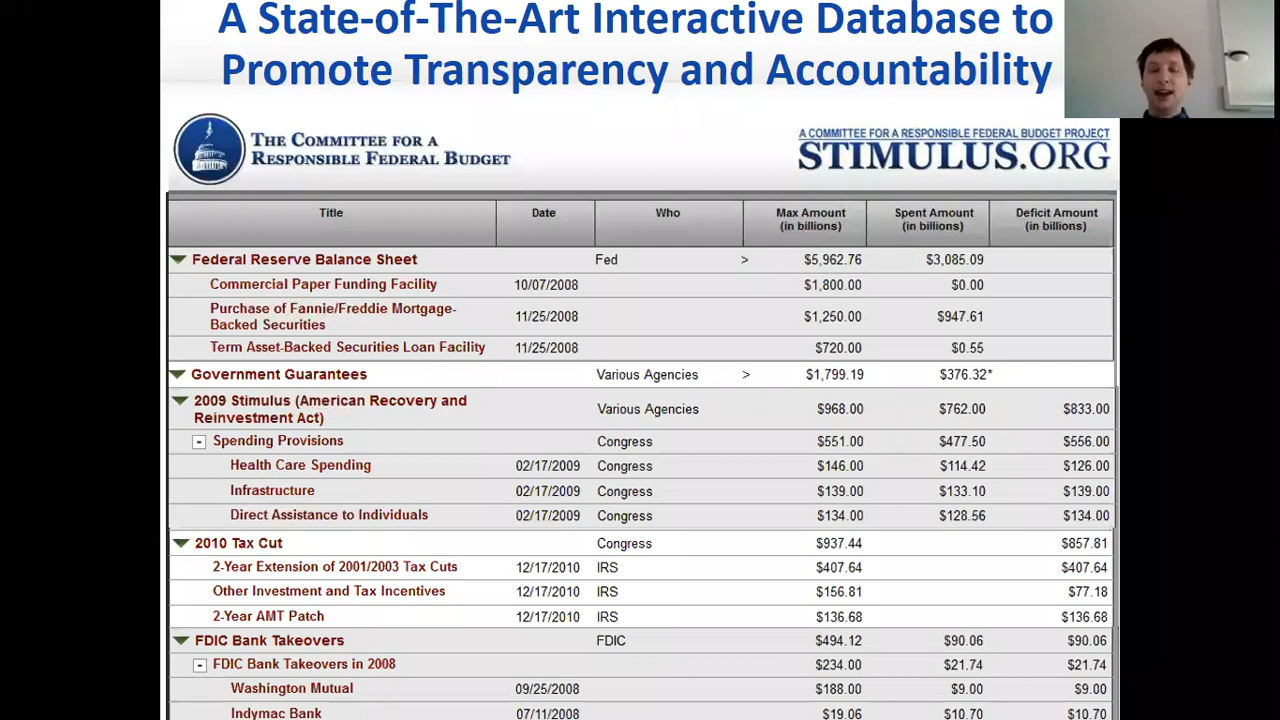 A State-of-The-Art Interactive Database to
Promote Transparency and Accountability
THE COMMITTEE FOR A
RESPONSIBLE FEDERAL BUDGET
A COMMITTEE FOR A RESPONSIBLE FEDERAL BUDGET PROJECT
STIMULUS.ORG
Title Date Who Max Amount (in billions) Spent Amount (in billions) Deficit Amount (in billions)
Federal Reserve Balance Sheet Fed > $5,962.76 $3,085.09
Commercial Paper Funding Facility 10/07/2008 $1,800.00 $0.00
Purchase of Fannie/Freddie Mortgage-
Backed Securities 11/25/2008 $1,250.00 $947.61
Term Asset-Backed Securities Loan Facility 11/25/2008 $720.00 $0.55
Government Guarantees Various Agencies > $1,799.19 $376.32*
2009 Stimulus (American Recovery and
Reinvestment Act) Various Agencies $968.00 $762.00 $833.00
- Spending Provisions Congress $551.00 $477.50 $556.00
Health Care Spending 02/17/2009 Congress $146.00 $114.42 $126.00
Infrastructure 02/17/2009 Congress $139.00 $133.10 $139.00
Direct Assistance to Individuals 02/17/2009 Congress $134.00 $128.56 $134.00
2010 Tax Cut Congress $937.44 $857.81
2-Year Extension of 2001/2003 Tax Cuts 12/17/2010 IRS $407.64 $407.64
Other Investment and Tax Incentives 12/17/2010 IRS $156.81 $77.18
2-Year AMT Patch 12/17/2010 IRS $136.68 $136.68
FDIC Bank Takeovers FDIC $494.12 $90.06 $90.06
- FDIC Bank Takeovers in 2008 $234.00 $21.74 $21.74
Washington Mutual 09/25/2008 $188.00 $9.00 $9.00
Indymac Bank 07/11/2008 $19.06 $10.70 $10.70